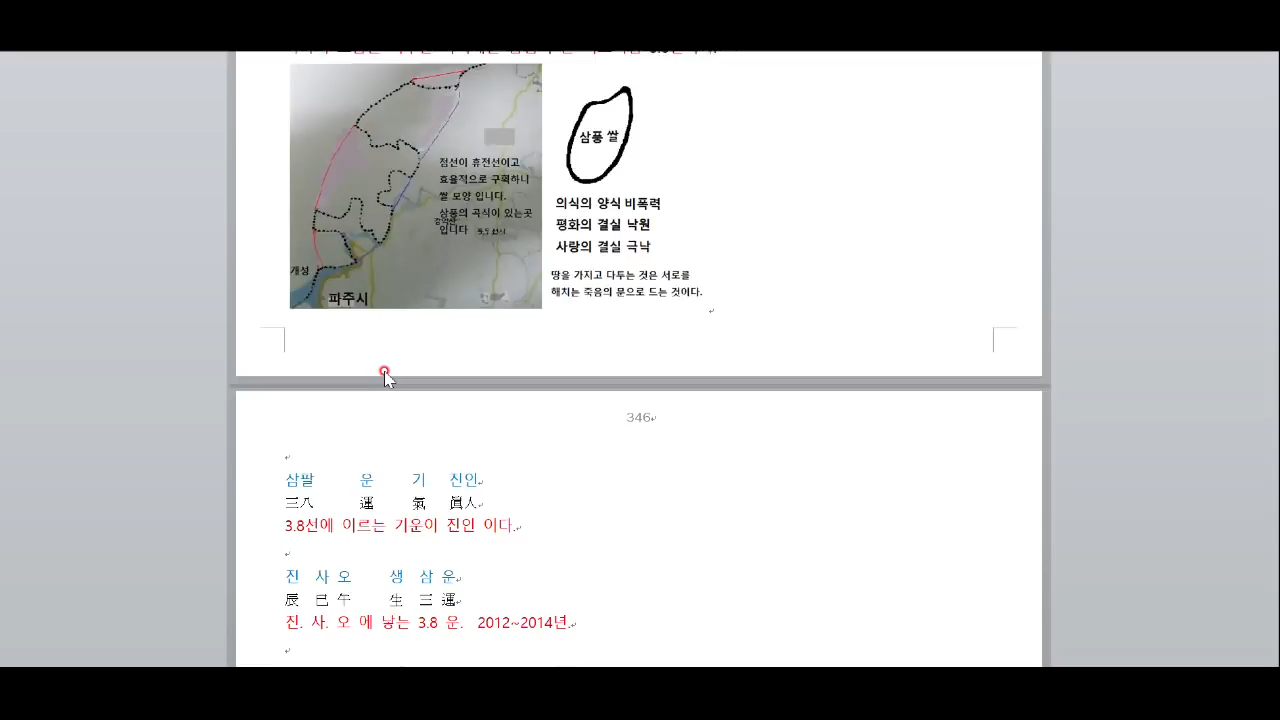 점선이 휴전선이고
효율적으로 구획하니
쌀 모양 입니다.
삼풍의 곡식이 있는곳
입니다
개성
파주시
삼풍 쌀
의식의 양식 비폭력
평화의 결실 낙원
사랑의 결실 극낙
땅을 가지고 다투는 것은 서로를
해치는 죽음의 문으로 드는 것이다.
346
삼팔 운 기 진인
三八 運 氣 眞人
3.8선에 이르는 기운이 진인 이다.
진 사 오 생 삼 운
辰 巳 午 生 三 運
진. 사. 오 에 낳는 3.8 운. 2012~2014년.